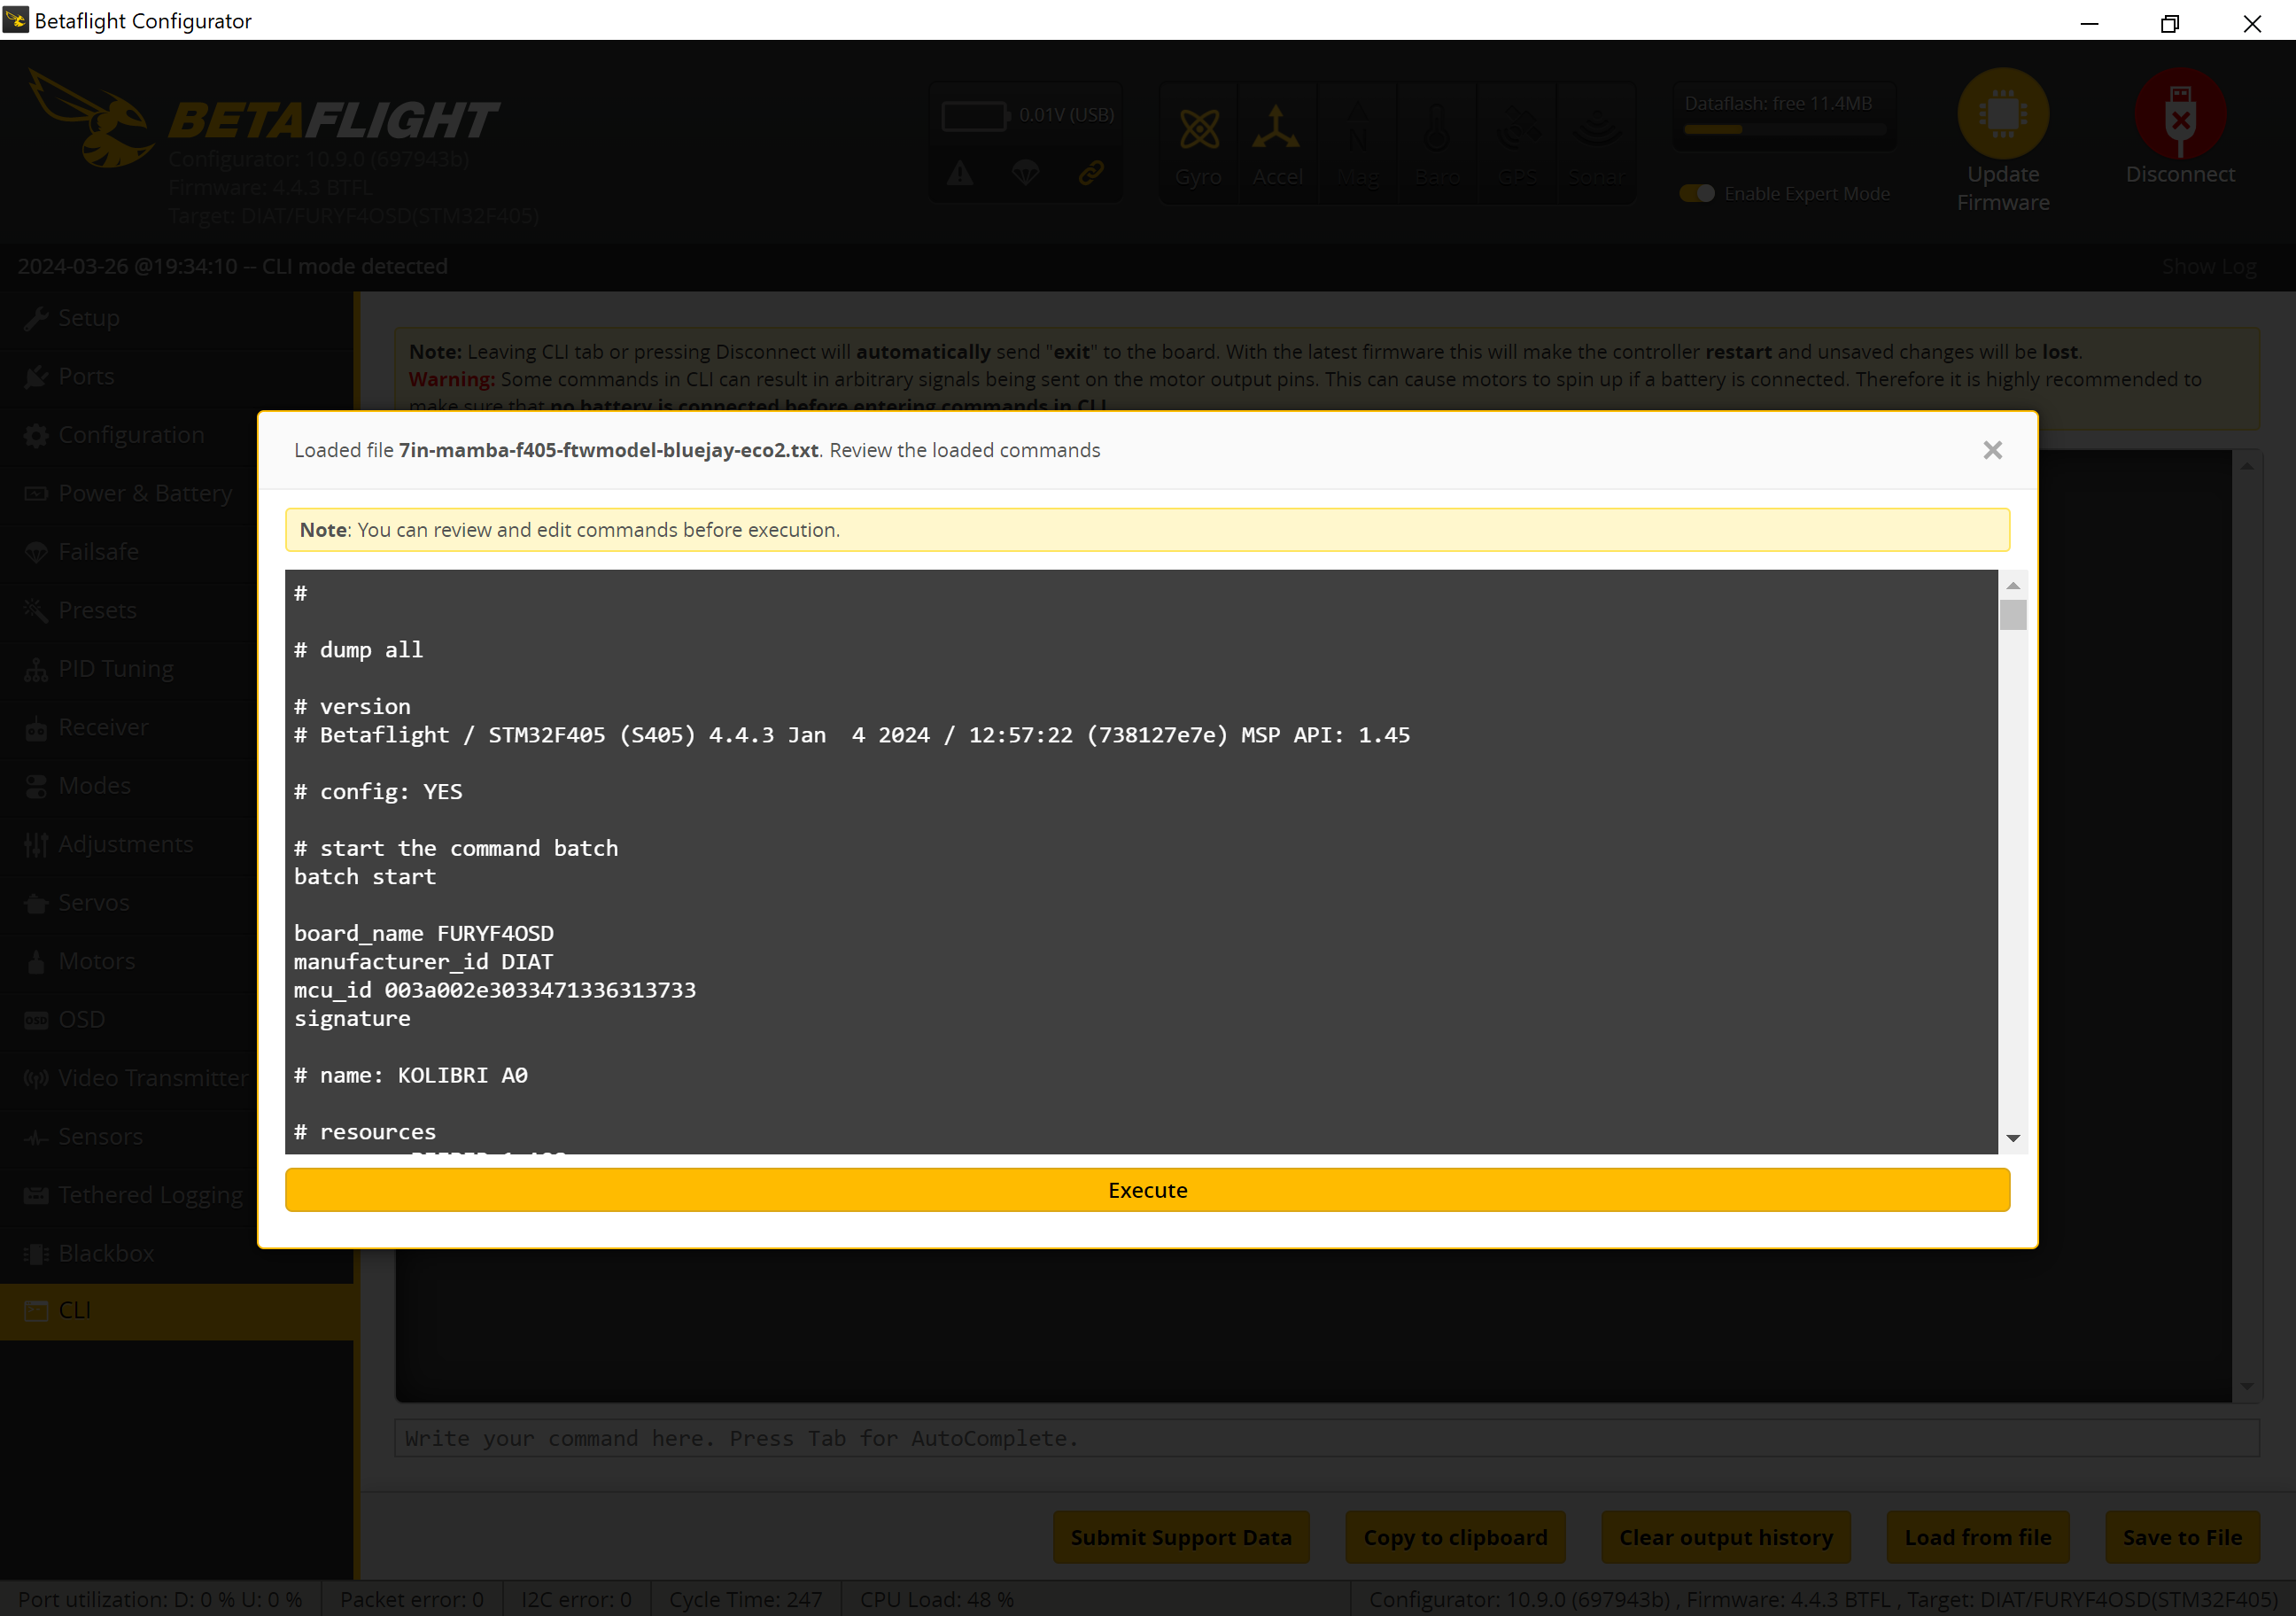 Betaflight Configurator
BETAFLIGHT
Configurator: 10.9.0 (697943b)
Firmware: 4.4.3 BTFL
Target: DIAT/FURYF4OSD(STM32F405)
0.01V (USB)
Gyro
Accel
Mag
Baro
GPS
Sonar
Dataflash: free 11.4MB
Enable Expert Mode
Update
Firmware
Disconnect
2024-03-26 @19:34:10 -- CLI mode detected
Show Log
Setup
Ports
Configuration
Power & Battery
Failsafe
Presets
PID Tuning
Receiver
Modes
Adjustments
Servos
Motors
OSD
OSD
Video Transmitter
Sensors
Tethered Logging
Blackbox
CLI
Note: Leaving CLI tab or pressing Disconnect will automatically send "exit" to the board. With the latest firmware this will make the controller restart and unsaved changes will be lost.
Warning: Some commands in CLI can result in arbitrary signals being sent on the motor output pins. This can cause motors to spin up if a battery is connected. Therefore it is highly recommended to
make sure that no battery is connected before entering commands in CLI
Loaded file 7in-mamba-f405-ftwmodel-bluejay-eco2.txt. Review the loaded commands
Note: You can review and edit commands before execution.
#
# dump all
# version
# Betaflight / STM32F405 (S405) 4.4.3 Jan  4 2024 / 12:57:22 (738127e7e) MSP API: 1.45
# config: YES
# start the command batch
batch start
board_name FURYF4OSD
manufacturer_id DIAT
mcu_id 003a002e3033471336313733
signature
# name: KOLIBRI A0
# resources
Execute
Write your command here. Press Tab for AutoComplete.
Submit Support Data
Copy to clipboard
Clear output history
Load from file
Save to File
Port utilization: D: 0 % U: 0 %
Packet error: 0
I2C error: 0
Cycle Time: 247
CPU Load: 48 %
Configurator: 10.9.0 (697943b) , Firmware: 4.4.3 BTFL , Target: DIAT/FURYF4OSD(STM32F405)